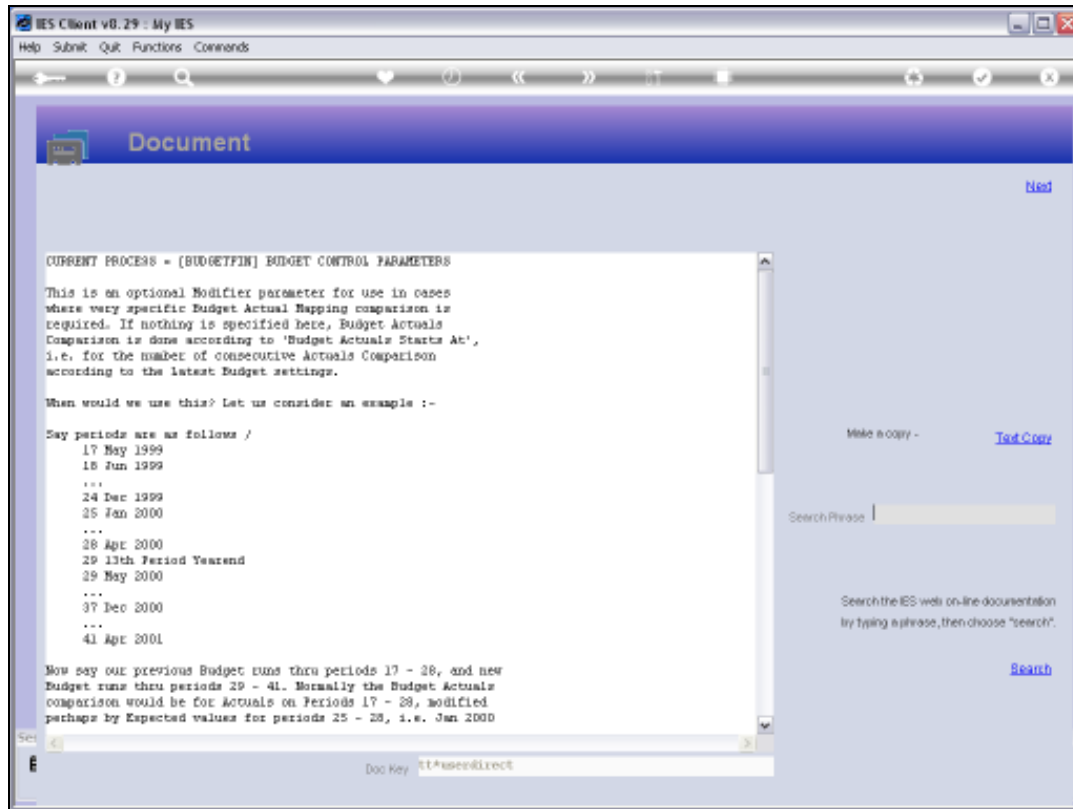 IES Client v8.29 : My IES
Help Submit Quit Functions Commands
Document
Next
CURRENT PROCESS = [BUDGETFIN] BUDGET CONTROL PARAMETERS
This is an optional Modifier parameter for use in cases
where very specific Budget Actual Mapping comparison is
required. If nothing is specified here, Budget Actuals
Comparison is done according to 'Budget Actuals Starts At',
i.e. for the number of consecutive Actuals Comparison
according to the latest Budget settings.
When would we use this? Let us consider an example :-
Say periods are as follows /
17 May 1999
18 Jun 1999
...
24 Dec 1999
25 Jan 2000
...
28 Apr 2000
29 13th Period Yearend
29 May 2000
...
37 Dec 2000
...
41 Apr 2001
Now say our previous Budget runs thru periods 17 - 28, and new
Budget runs thru periods 29 - 41. Normally the Budget Actuals
comparison would be for Actuals on Periods 17 - 28, modified
perhaps by Expected values for periods 25 - 28, i.e. Jan 2000
Make a copy -
Text Copy
Search Phrase
Search the IES web on-line documentation
by typing a phrase, then choose "search".
Search
Doc Key
tt*userdirect